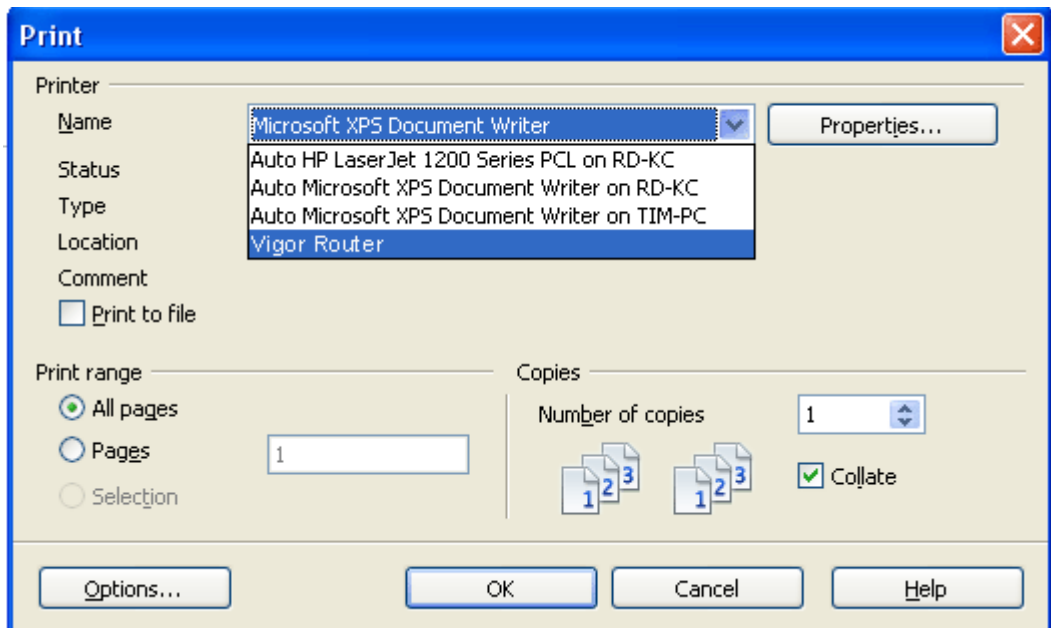 Print
Printer
Name Microsoft XPS Document Writer Properties...
Auto HP LaserJet 1200 Series PCL on RD-KC
Status
Auto Microsoft XPS Document Writer on RD-KC
Type
Auto Microsoft XPS Document Writer on TIM-PC
Location
Vigor Router
Comment
Print to file
Print range
All pages
Pages 1
Selection
Copies
Number of copies 1
1 2 3 1 2 3
Collate
Options... OK Cancel Help